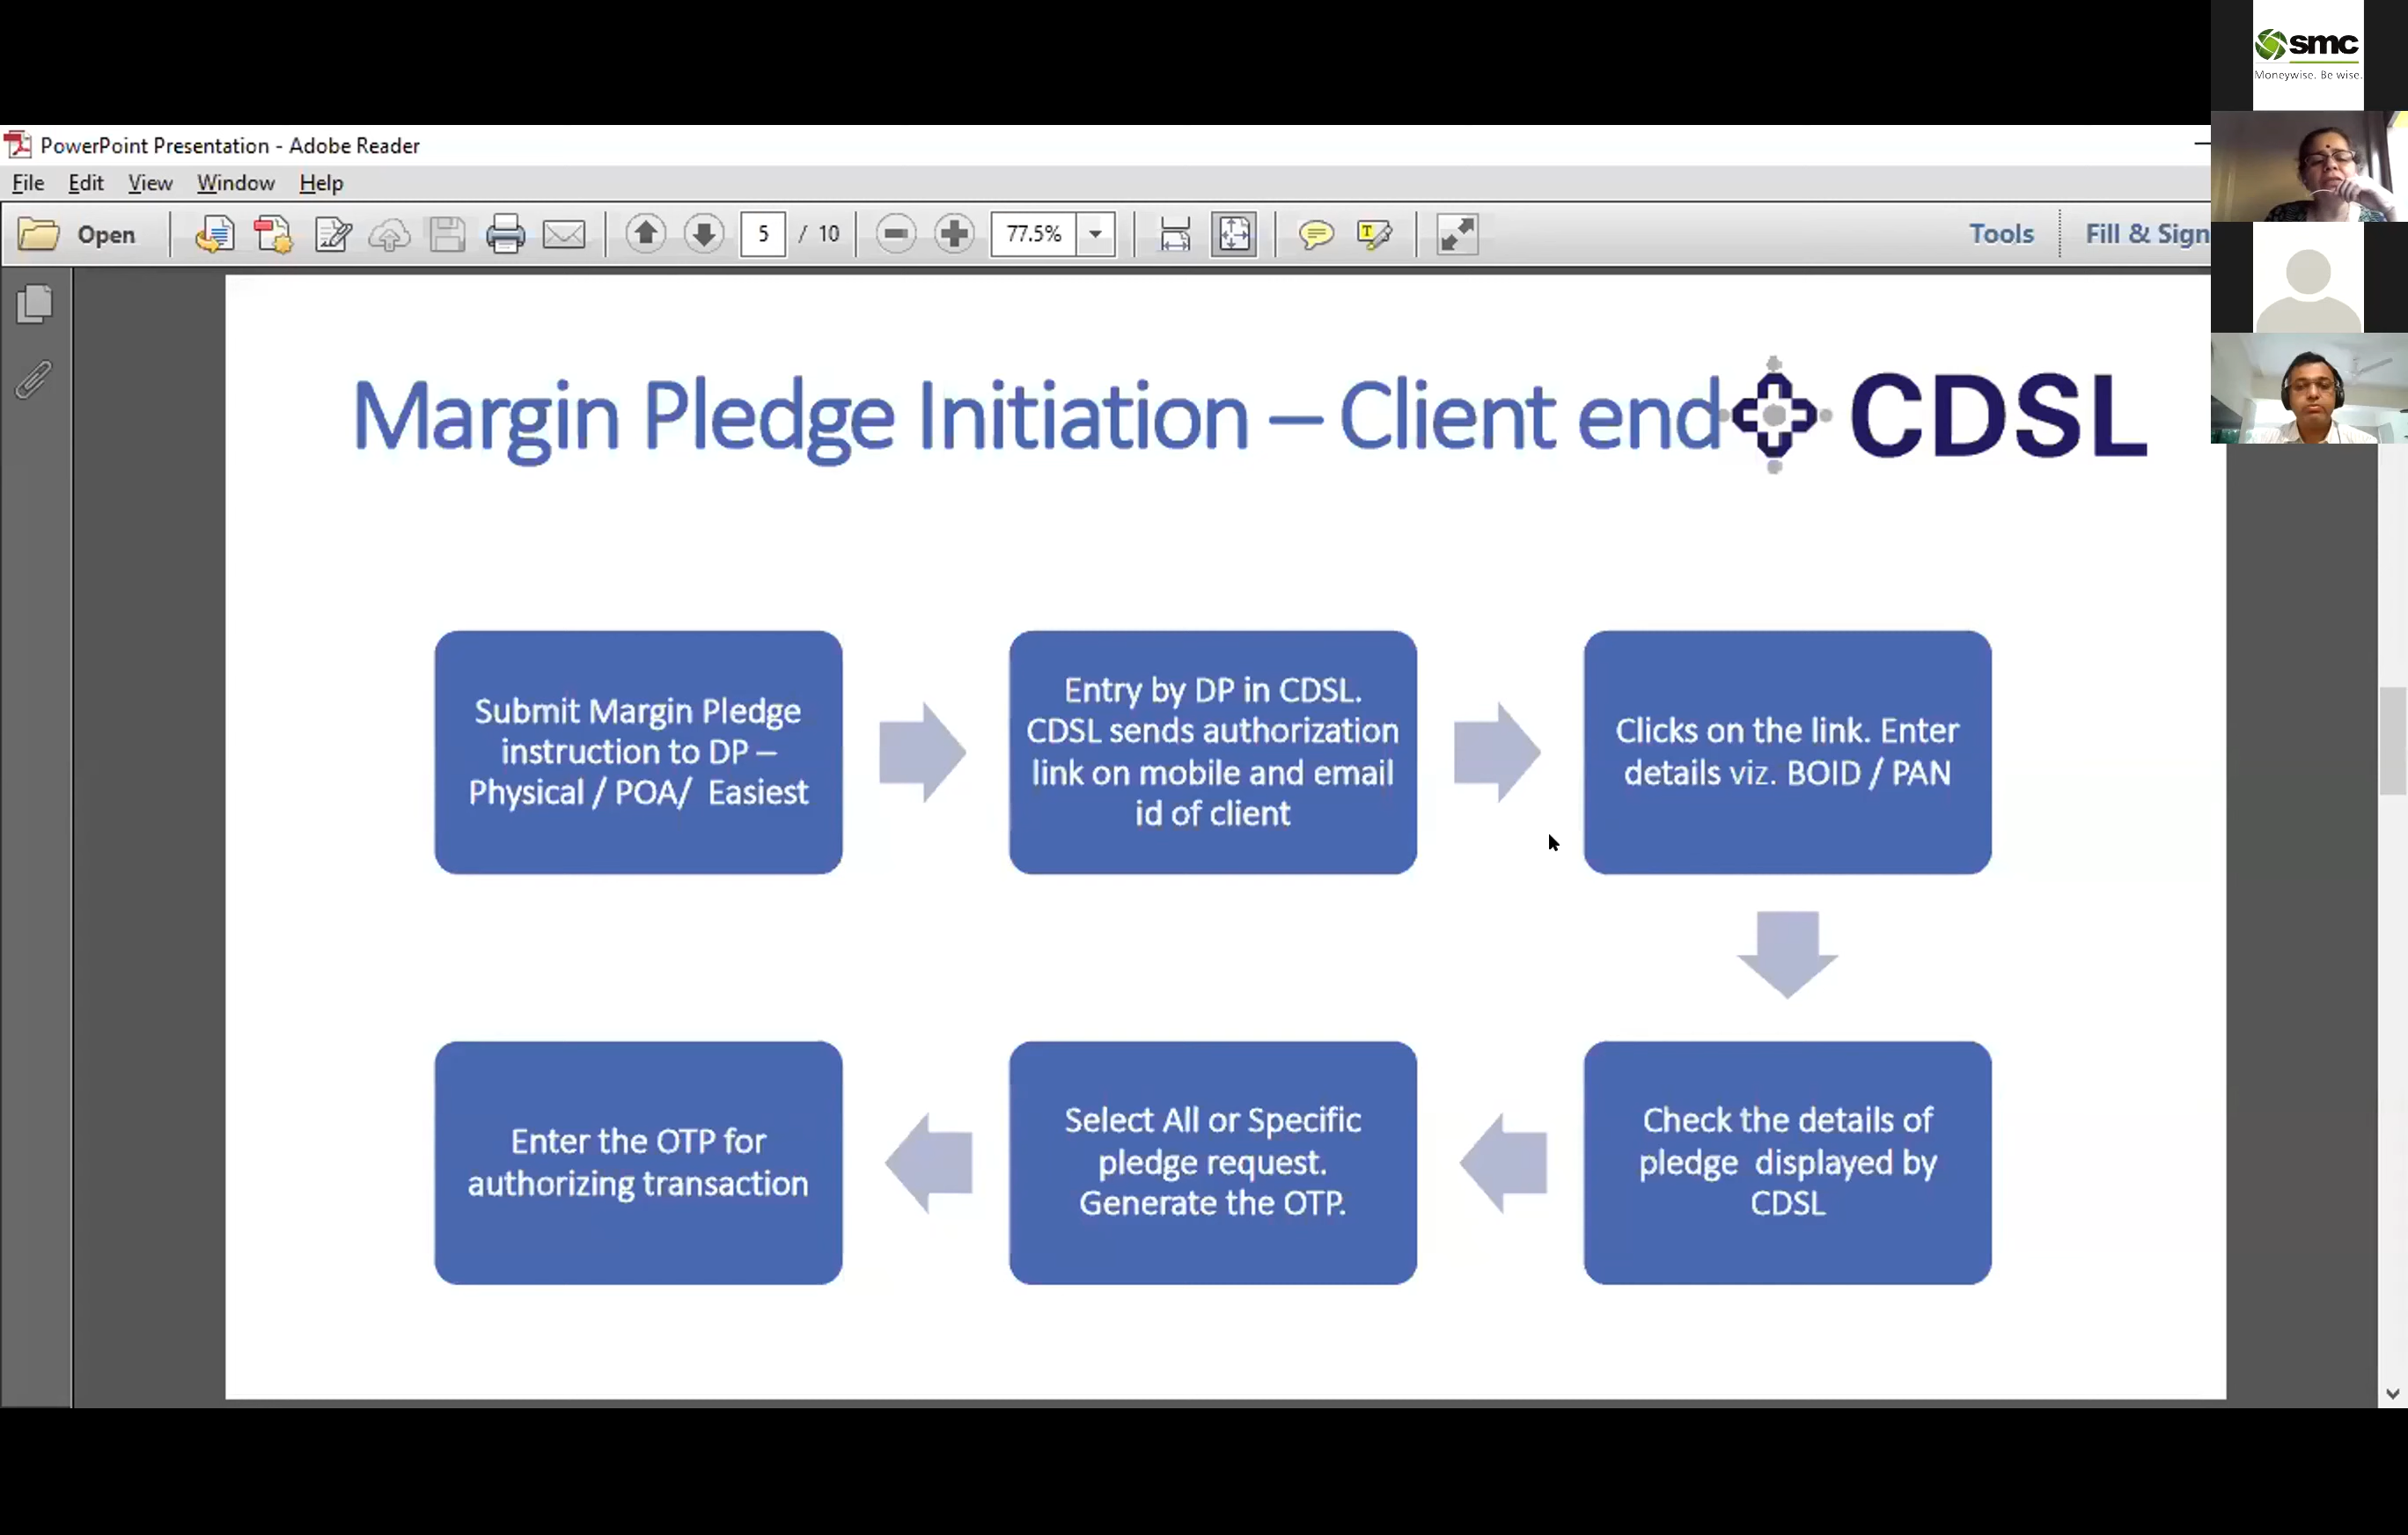 smc
Moneywise. Be wise.
PowerPoint Presentation - Adobe Reader
File Edit View Window Help
Open 5 / 10 77.5% Tools Fill & Sign
Margin Pledge Initiation – Client end CDSL
Submit Margin Pledge
instruction to DP –
Physical / POA/ Easiest
Entry by DP in CDSL.
CDSL sends authorization
link on mobile and email
id of client
Clicks on the link. Enter
details viz. BOID / PAN
Check the details of
pledge displayed by
CDSL
Select All or Specific
pledge request.
Generate the OTP.
Enter the OTP for
authorizing transaction